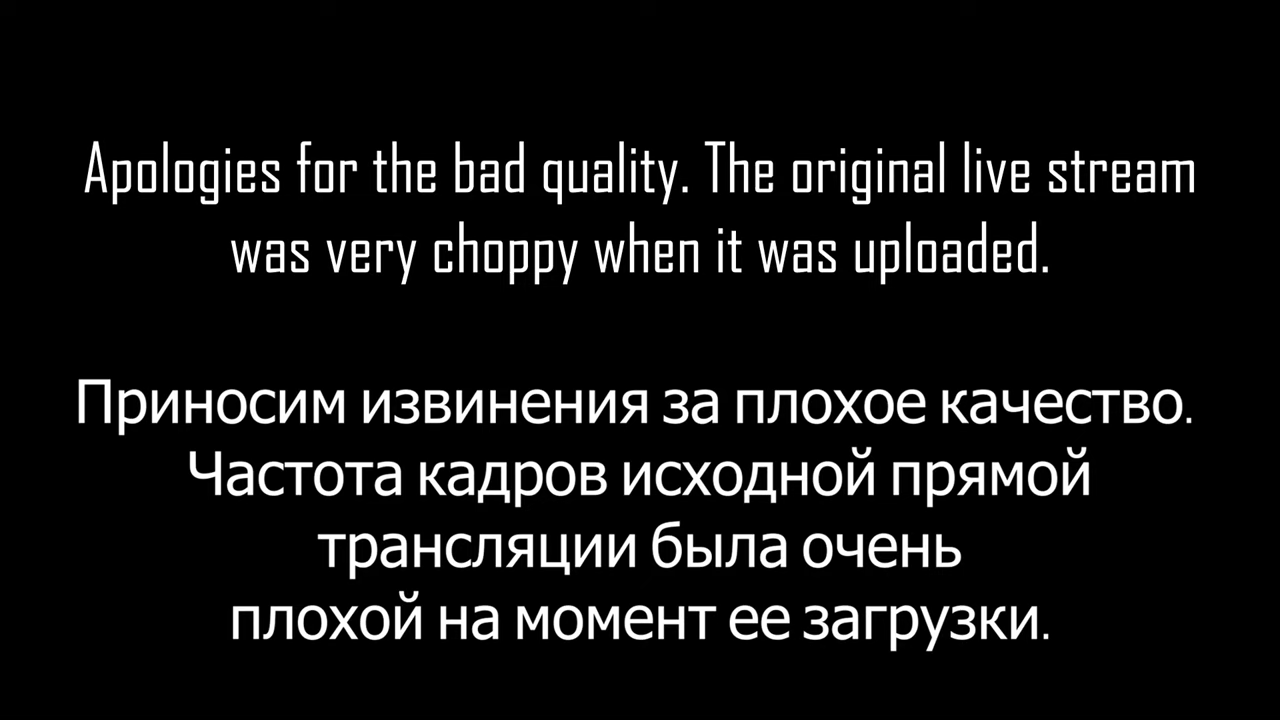 Apologies for the bad quality. The original live stream
was very choppy when it was uploaded.
Приносим извинения за плохое качество.
Частота кадров исходной прямой
трансляции была очень
плохой на момент ее загрузки.